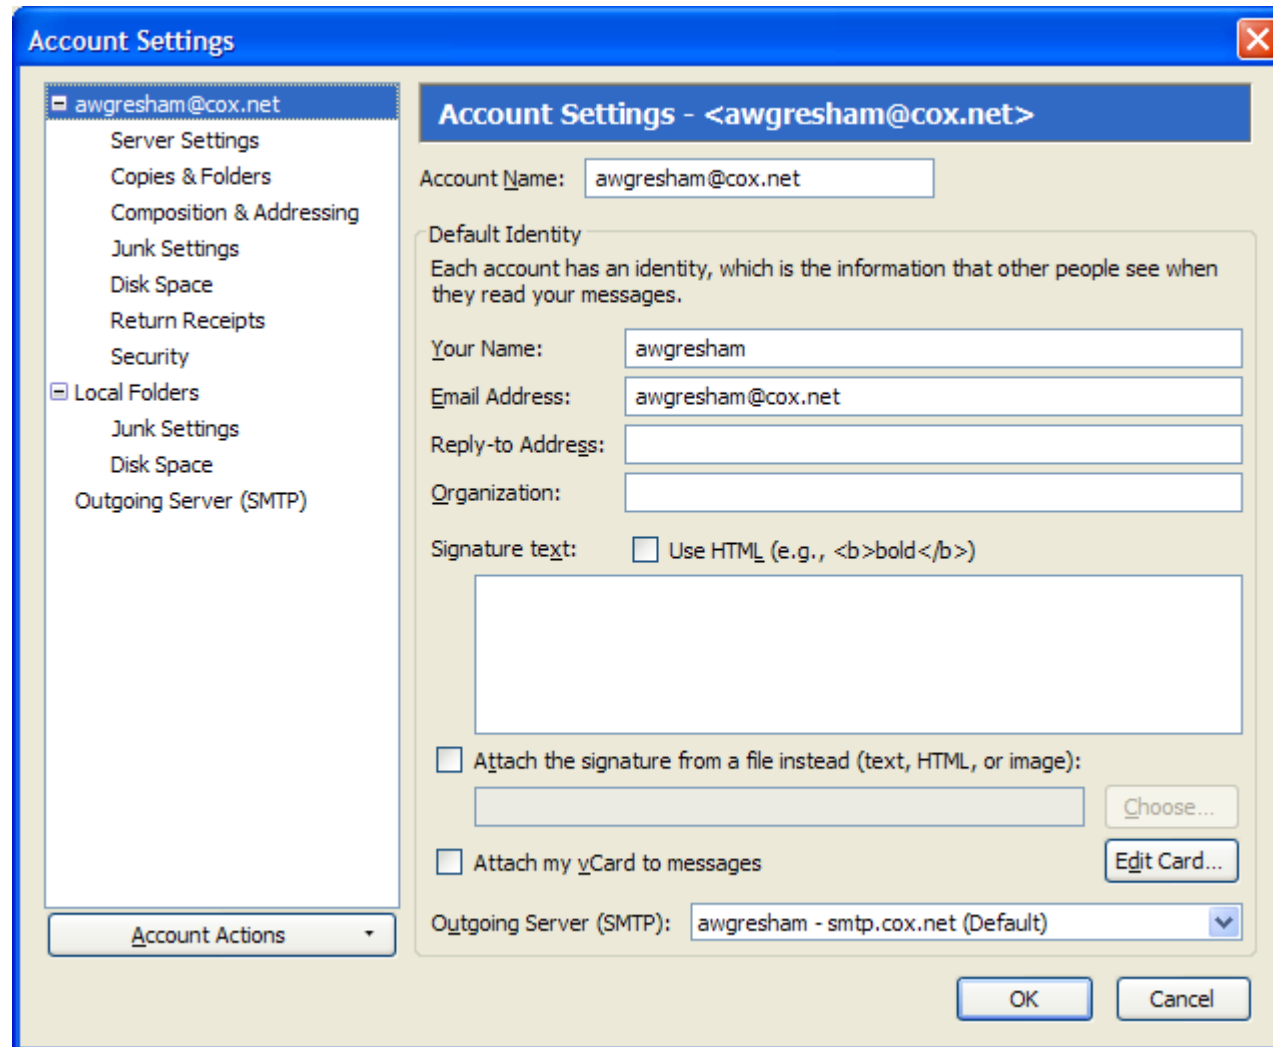 Account Settings
awgresham@cox.net
Server Settings
Copies & Folders
Composition & Addressing
Junk Settings
Disk Space
Return Receipts
Security
Local Folders
Junk Settings
Disk Space
Outgoing Server (SMTP)
Account Actions
Account Settings - <awgresham@cox.net>
Account Name: awgresham@cox.net
Default Identity
Each account has an identity, which is the information that other people see when
they read your messages.
Your Name: awgresham
Email Address: awgresham@cox.net
Reply-to Address:
Organization:
Signature text: Use HTML (e.g., <b>bold</b>)
Attach the signature from a file instead (text, HTML, or image):
Choose...
Attach my vCard to messages Edit Card...
Outgoing Server (SMTP): awgresham - smtp.cox.net (Default)
OK Cancel